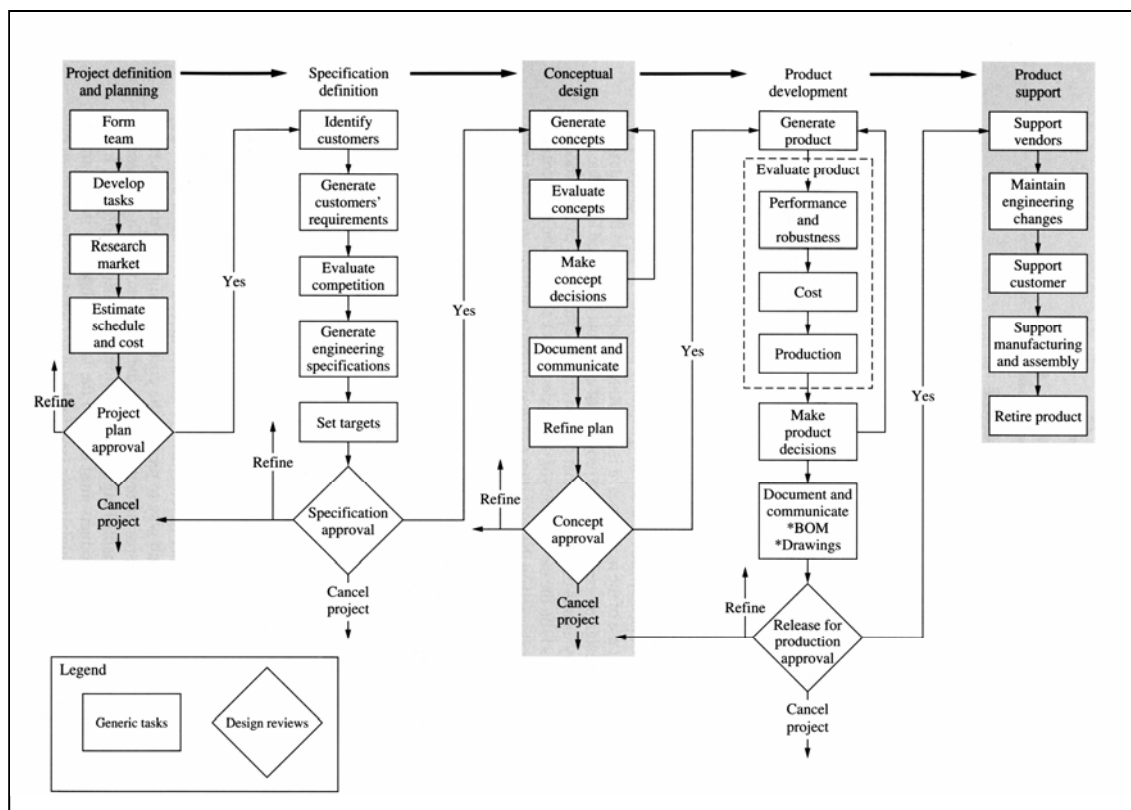 Project definition
and planning
Form
team
Develop
tasks
Research
market
Estimate
schedule
and cost
Refine
Project
plan
approval
Cancel
project
Yes
Specification
definition
Identify
customers
Generate
customers'
requirements
Evaluate
competition
Generate
engineering
specifications
Set targets
Refine
Specification
approval
Cancel
project
Yes
Conceptual
design
Generate
concepts
Evaluate
concepts
Make
concept
decisions
Document and
communicate
Refine plan
Refine
Concept
approval
Cancel
project
Yes
Product
development
Generate
product
Evaluate product
Performance
and
robustness
Cost
Production
Make
product
decisions
Document and
communicate
*BOM
*Drawings
Refine
Release for
production
approval
Cancel
project
Yes
Product
support
Support
vendors
Maintain
engineering
changes
Support
customer
Support
manufacturing
and assembly
Retire product
Legend
Generic tasks
Design reviews